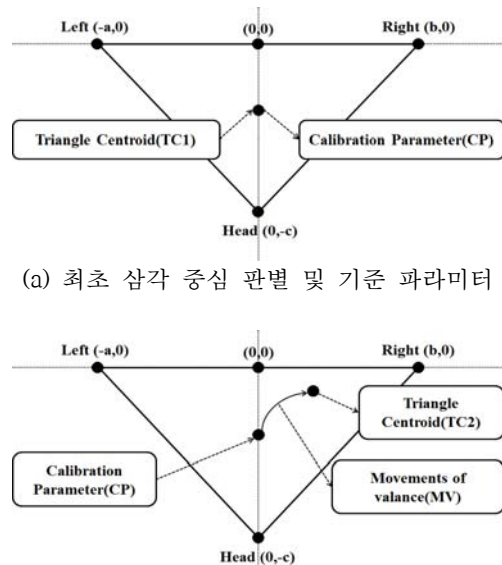 Left (-a,0) (0,0) Right (b,0)
Triangle Centroid(TC1)
Calibration Parameter(CP)
Head (0,-c)
(a) 최초 삼각 중심 판별 및 기준 파라미터
Left (-a,0) (0,0) Right (b,0)
Triangle
Centroid(TC2)
Calibration
Parameter(CP)
Movements of
valance(MV)
Head (0,-c)